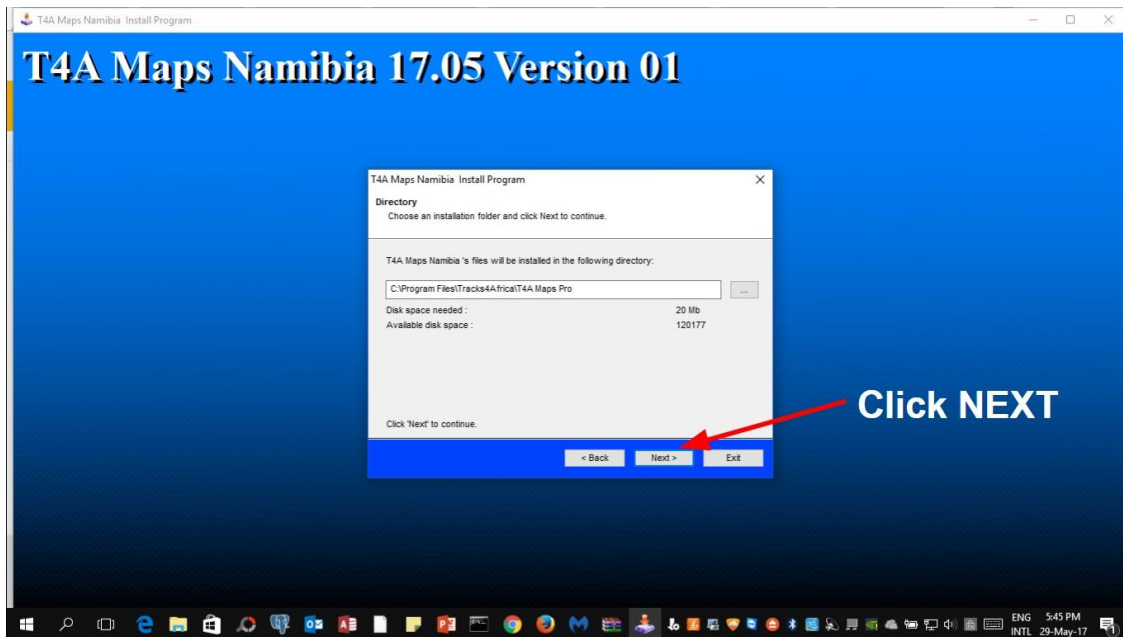 T4A Maps Namibia Install Program
T4A Maps Namibia 17.05 Version 01
T4A Maps Namibia Install Program
Directory
Choose an installation folder and click Next to continue.
T4A Maps Namibia 's files will be installed in the following directory:
C:\Program Files\Tracks4Africa\T4A Maps Pro
...
Disk space needed : 20 Mb
Available disk space : 120177
Click NEXT
Click 'Next' to continue.
< Back Next > Exit
ENG 5:45 PM
INTL 29-May-17